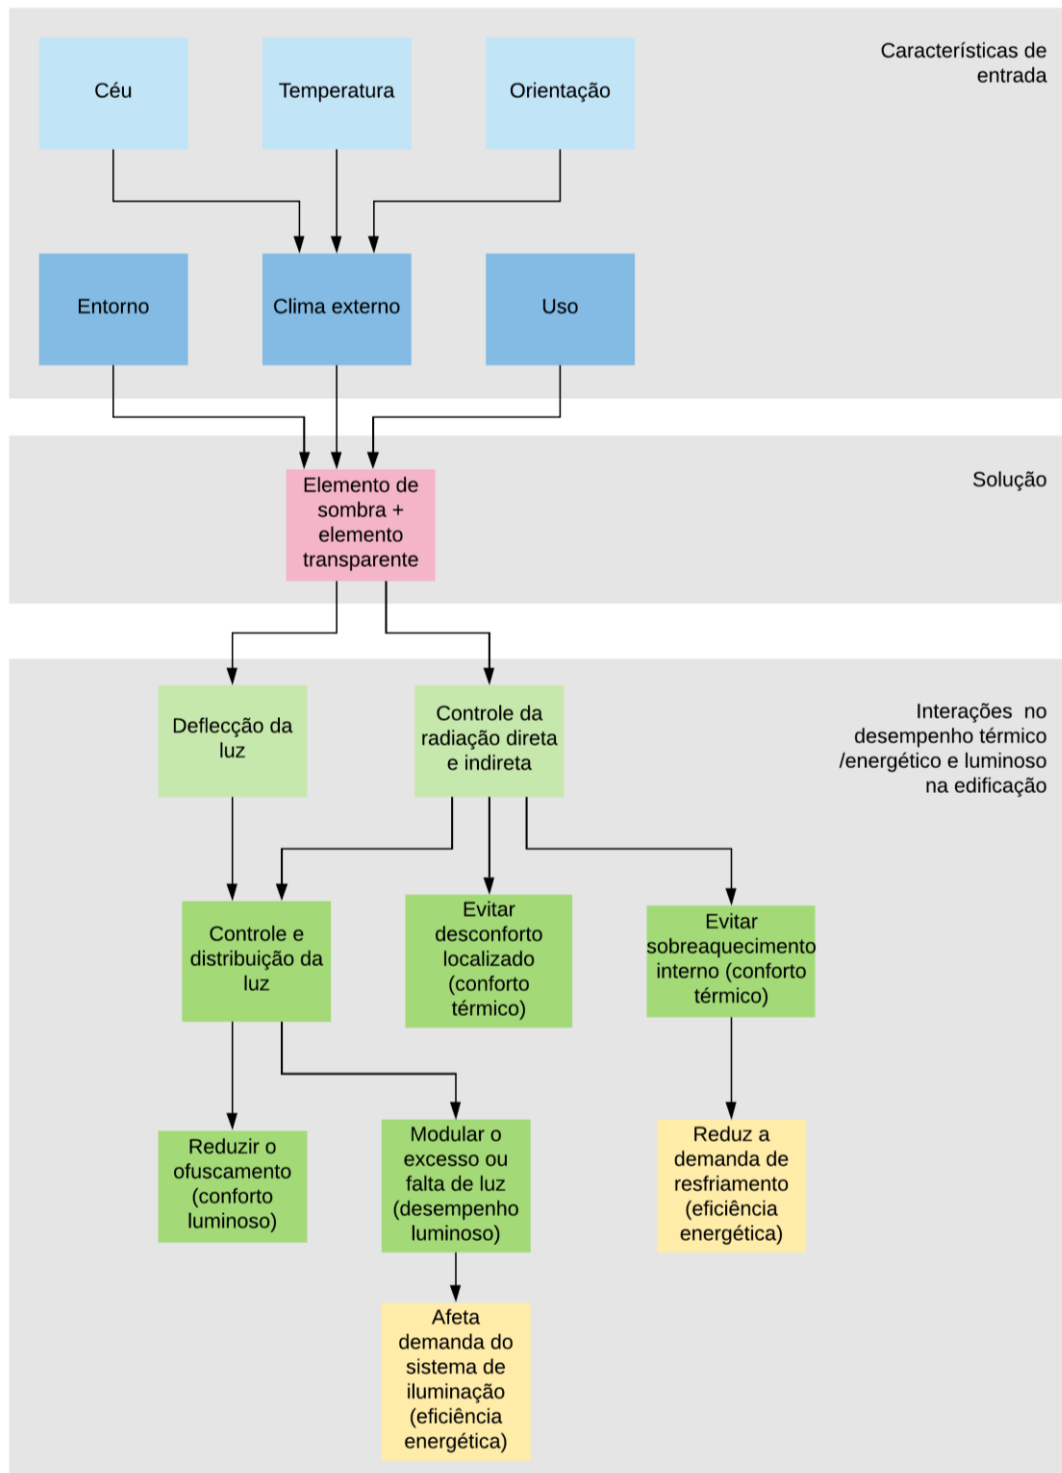 Características de
entrada
Céu
Temperatura
Orientação
Entorno
Clima externo
Uso
Solução
Elemento de
sombra +
elemento
transparente
Interações  no
desempenho térmico
/energético e luminoso
na edificação
Deflecção da
luz
Controle da
radiação direta
e indireta
Controle e
distribuição da
luz
Evitar
desconforto
localizado
(conforto
térmico)
Evitar
sobreaquecimento
interno (conforto
térmico)
Reduzir o
ofuscamento
(conforto
luminoso)
Modular o
excesso ou
falta de luz
(desempenho
luminoso)
Reduz a
demanda de
resfriamento
(eficiência
energética)
Afeta
demanda do
sistema de
iluminação
(eficiência
energética)